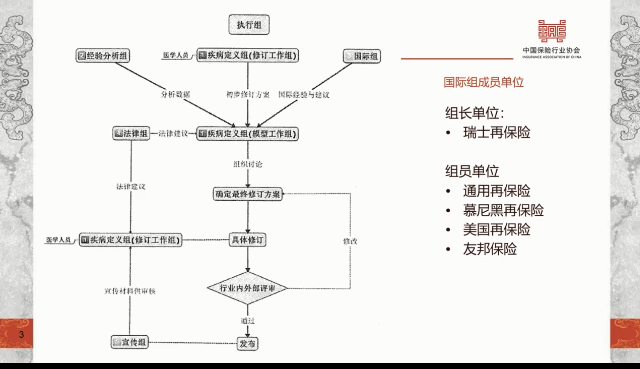 执行组
经验分析组
医学人员
疾病定义组(修订工作组)
国际组
分析数据
初步修订方案
国际经验与建议
法律组
法律建议
疾病定义组(模型工作组)
组织讨论
法律建议
确定最终修订方案
医学人员
疾病定义组(修订工作组)
具体修订
修改
行业内外部评审
宣传材料供审核
通过
宣传组
发布
中国保险行业协会
INSURANCE ASSOCIATION OF CHINA
国际组成员单位
组长单位：
• 瑞士再保险
组员单位
• 通用再保险
• 慕尼黑再保险
• 美国再保险
• 友邦保险
3